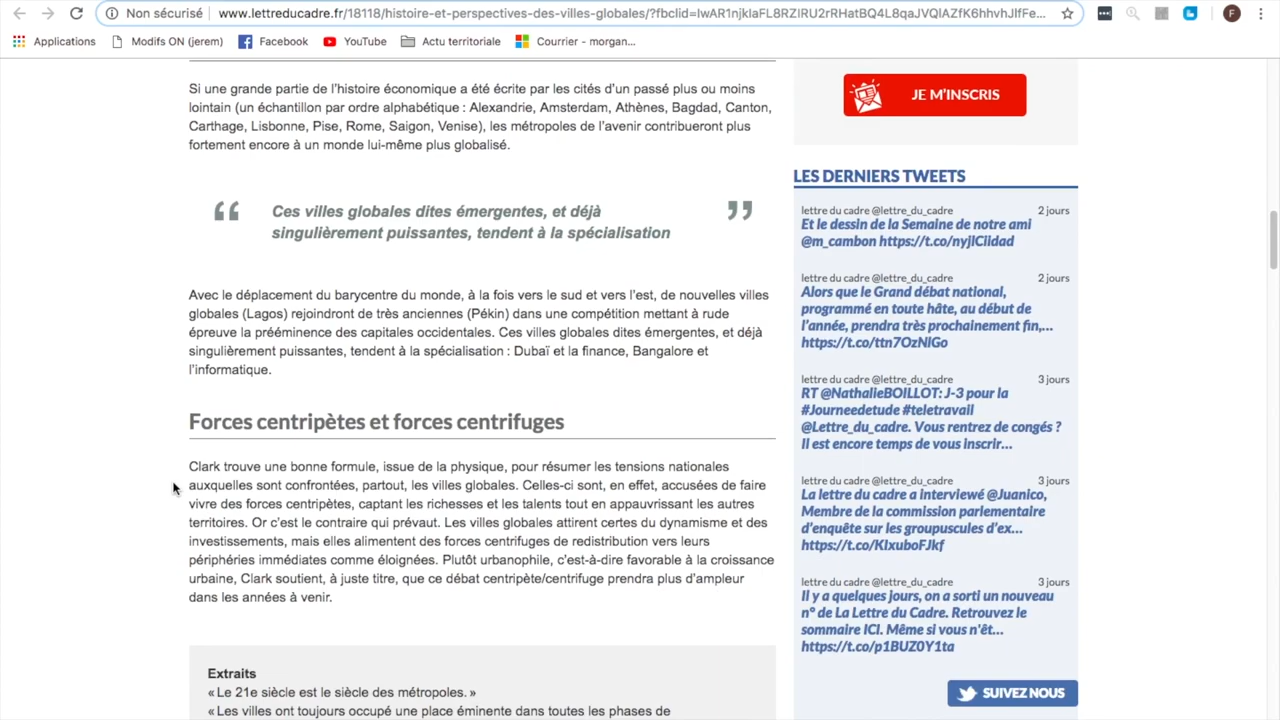 Non sécurisé
www.lettreducadre.fr/18118/histoire-et-perspectives-des-villes-globales/?fbclid=
Applications
Modifs ON (jerem)
Facebook
YouTube
Actu territoriale
Courrier - morgan...
F
Si une grande partie de l’histoire économique a été écrite par les cités d’un passé plus ou moins
lointain (un échantillon par ordre alphabétique : Alexandrie, Amsterdam, Athènes, Bagdad, Canton,
Carthage, Lisbonne, Pise, Rome, Saigon, Venise), les métropoles de l’avenir contribueront plus
fortement encore à un monde lui-même plus globalisé.
“ Ces villes globales dites émergentes, et déjà ”
singulièrement puissantes, tendent à la spécialisation
Avec le déplacement du barycentre du monde, à la fois vers le sud et vers l’est, de nouvelles villes
globales (Lagos) rejoindront de très anciennes (Pékin) dans une compétition mettant à rude
épreuve la prééminence des capitales occidentales. Ces villes globales dites émergentes, et déjà
singulièrement puissantes, tendent à la spécialisation : Dubaï et la finance, Bangalore et
l’informatique.
Forces centripètes et forces centrifuges
Clark trouve une bonne formule, issue de la physique, pour résumer les tensions nationales
auxquelles sont confrontées, partout, les villes globales. Celles-ci sont, en effet, accusées de faire
vivre des forces centripètes, captant les richesses et les talents tout en appauvrissant les autres
territoires. Or c’est le contraire qui prévaut. Les villes globales attirent certes du dynamisme et des
investissements, mais elles alimentent des forces centrifuges de redistribution vers leurs
périphéries immédiates comme éloignées. Plutôt urbanophile, c’est-à-dire favorable à la croissance
urbaine, Clark soutient, à juste titre, que ce débat centripète/centrifuge prendra plus d’ampleur
dans les années à venir.
Extraits
« Le 21e siècle est le siècle des métropoles. »
« Les villes ont toujours occupé une place éminente dans toutes les phases de
JE M’INSCRIS
LES DERNIERS TWEETS
lettre du cadre @lettre_du_cadre 2 jours
Et le dessin de la Semaine de notre ami
@m_cambon https://t.co/nyjlCiidad
lettre du cadre @lettre_du_cadre 2 jours
Alors que le Grand débat national,
programmé en toute hâte, au début de
l’année, prendra très prochainement fin,...
https://t.co/ttn7OzNlGo
lettre du cadre @lettre_du_cadre 3 jours
RT @NathalieBOILLOT: J-3 pour la
#Journeedetude #teletravail
@Lettre_du_cadre. Vous rentrez de congés ?
Il est encore temps de vous inscrir...
lettre du cadre @lettre_du_cadre 3 jours
La lettre du cadre a interviewé @Juanico,
Membre de la commission parlementaire
d’enquête sur les groupuscules d’ex...
https://t.co/KIxuboFJkf
lettre du cadre @lettre_du_cadre 3 jours
Il y a quelques jours, on a sorti un nouveau
n° de La Lettre du Cadre. Retrouvez le
sommaire ICI. Même si vous n’êt...
https://t.co/p1BUZ0Y1ta
SUIVEZ NOUS